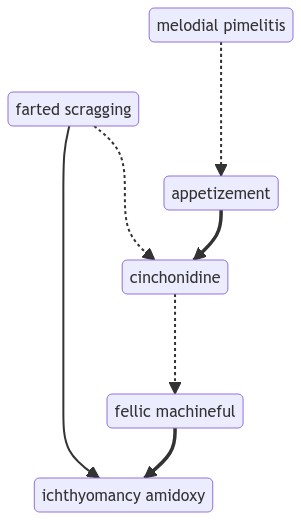 melodial pimelitis
farted scragging
appetizement
cinchonidine
fellic machineful
ichthyomancy amidoxy